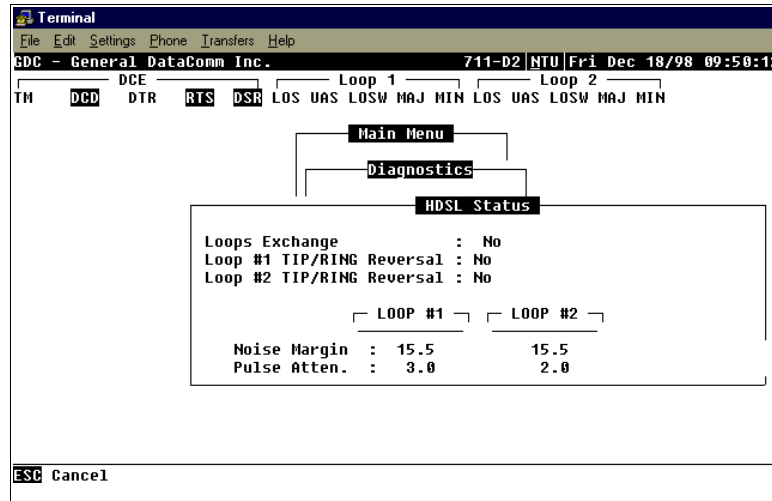 Terminal
File Edit Settings Phone Transfers Help
GDC - General DataComm Inc. 711-D2 NTU Fri Dec 18/98 09:50:1
DCE Loop 1 Loop 2
TM DCD DTR RTS DSR LOS UAS LOSW MAJ MIN LOS UAS LOSW MAJ MIN
Main Menu
Diagnostics
HDSL Status
Loops Exchange : No
Loop #1 TIP/RING Reversal : No
Loop #2 TIP/RING Reversal : No
LOOP #1 LOOP #2
Noise Margin : 15.5 15.5
Pulse Atten. : 3.0 2.0
ESC Cancel